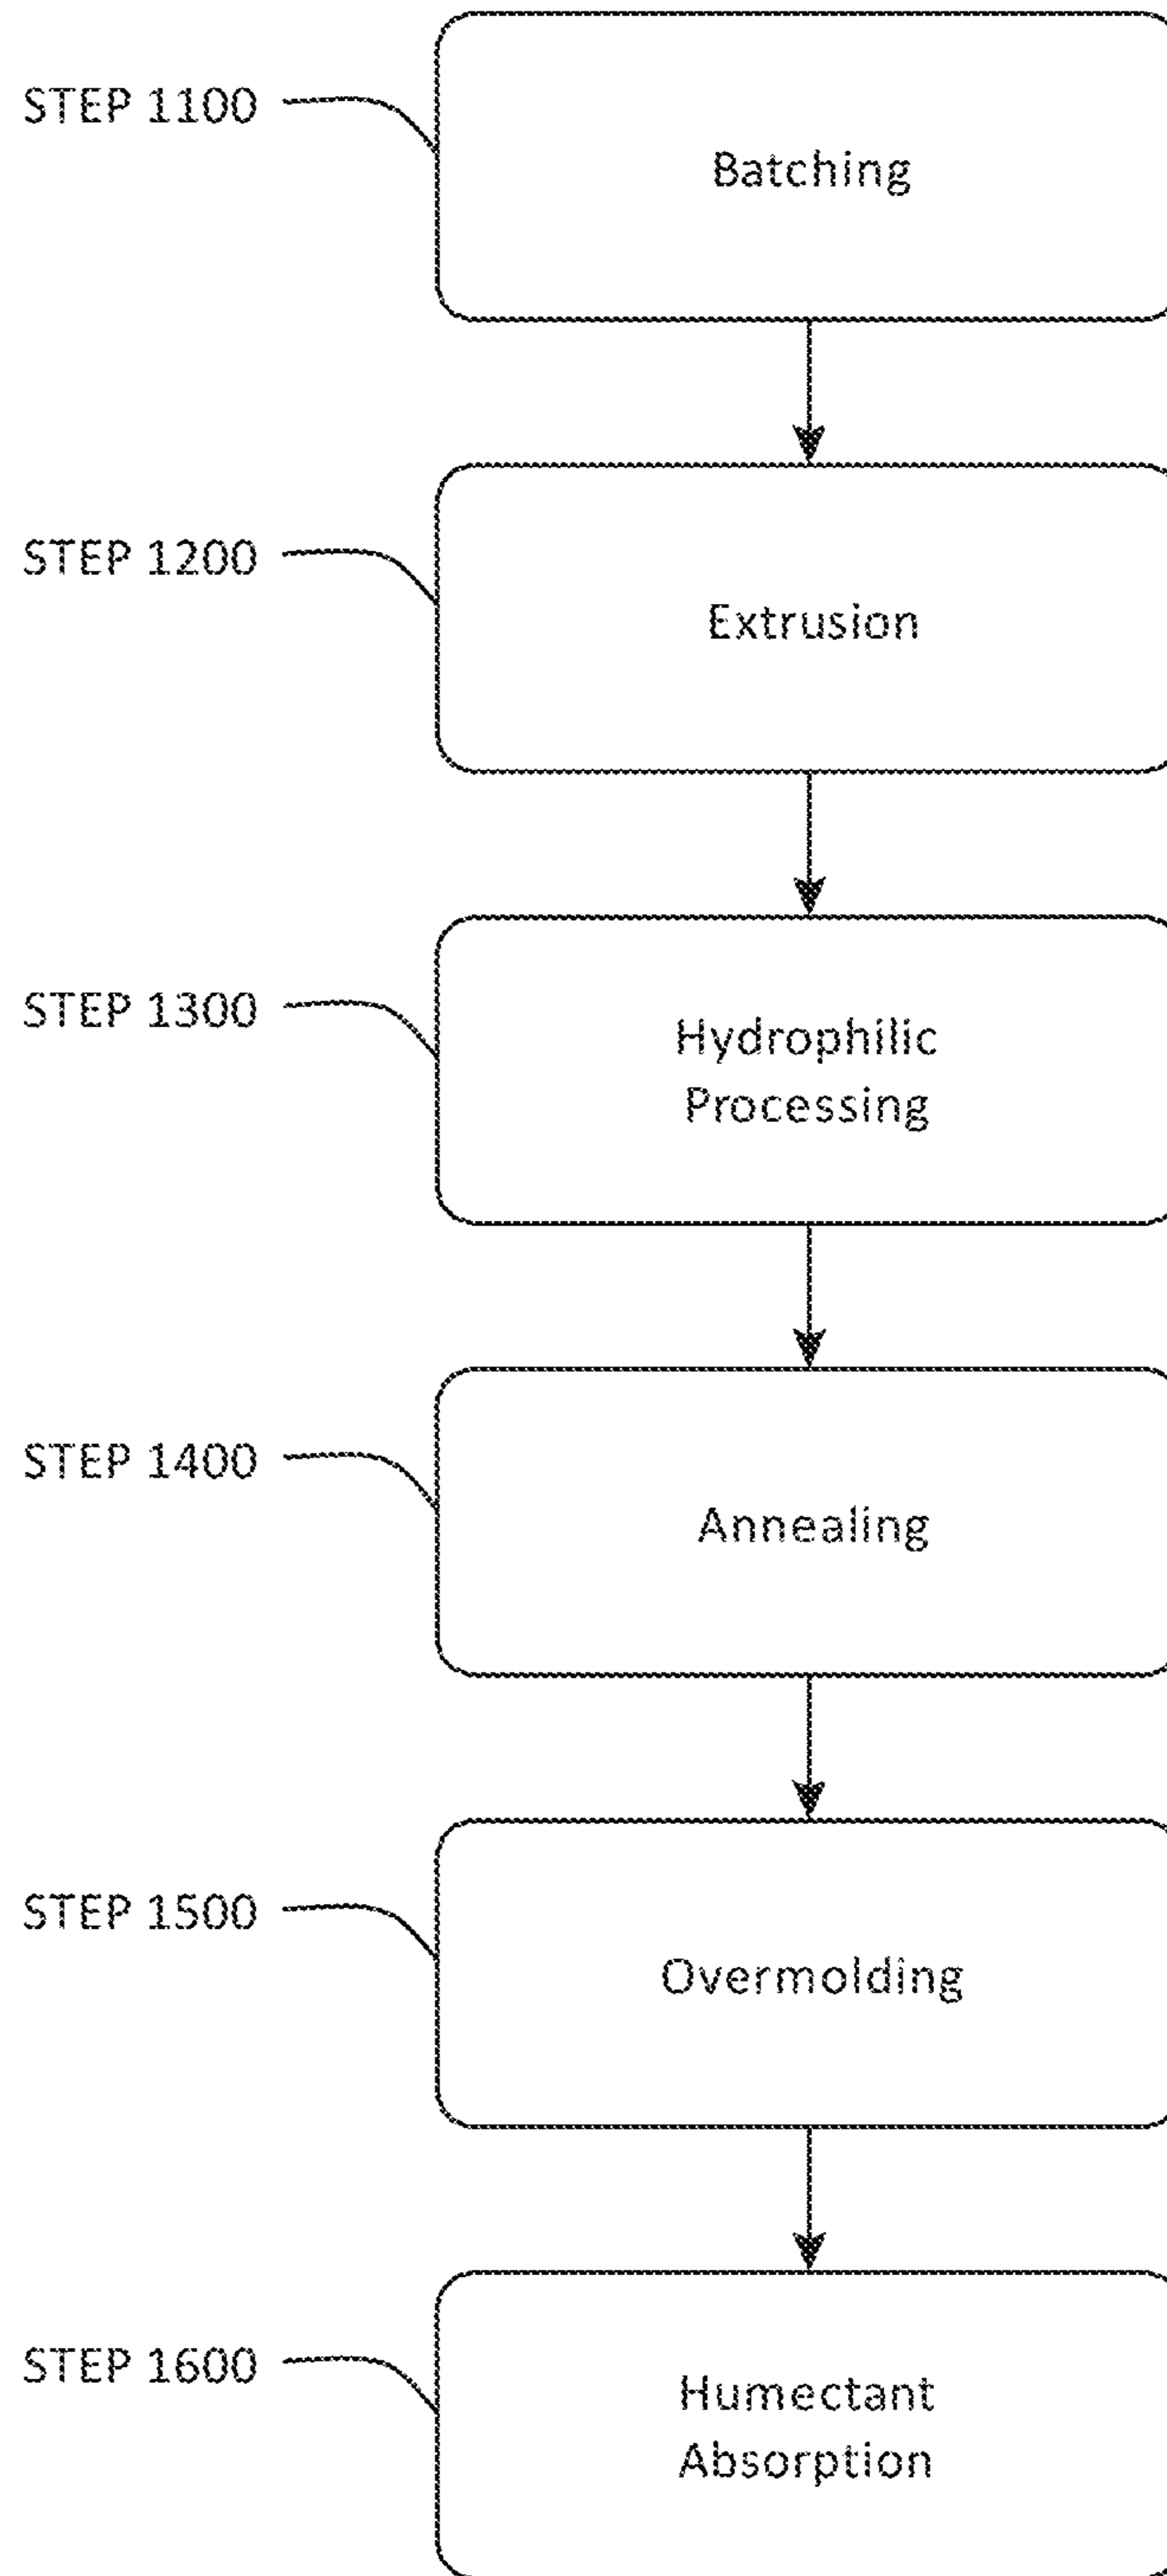 STEP 1100
Batching
STEP 1200
Extrusion
STEP 1300
Hydrophilic
Processing
STEP 1400
Annealing
STEP 1500
Overmolding
STEP 1600
Humectant
Absorption